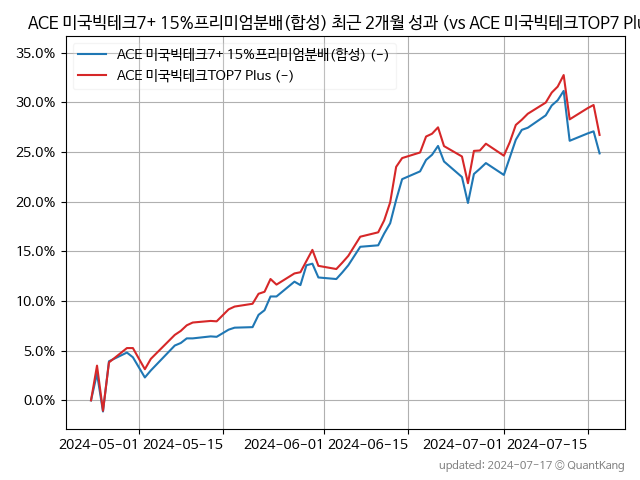 ACE 미국빅테크7+ 15%프리미엄분배(합성) 최근 2개월 성과 (vs ACE 미국빅테크TOP7 Pl
ACE 미국빅테크7+ 15%프리미엄분배(합성) (-)
ACE 미국빅테크TOP7 Plus (-)
35.0%
30.0%
25.0%
20.0%
15.0%
10.0%
5.0%
0.0%
2024-05-01 2024-05-15 2024-06-01 2024-06-15 2024-07-01 2024-07-15
updated: 2024-07-17 © QuantKang